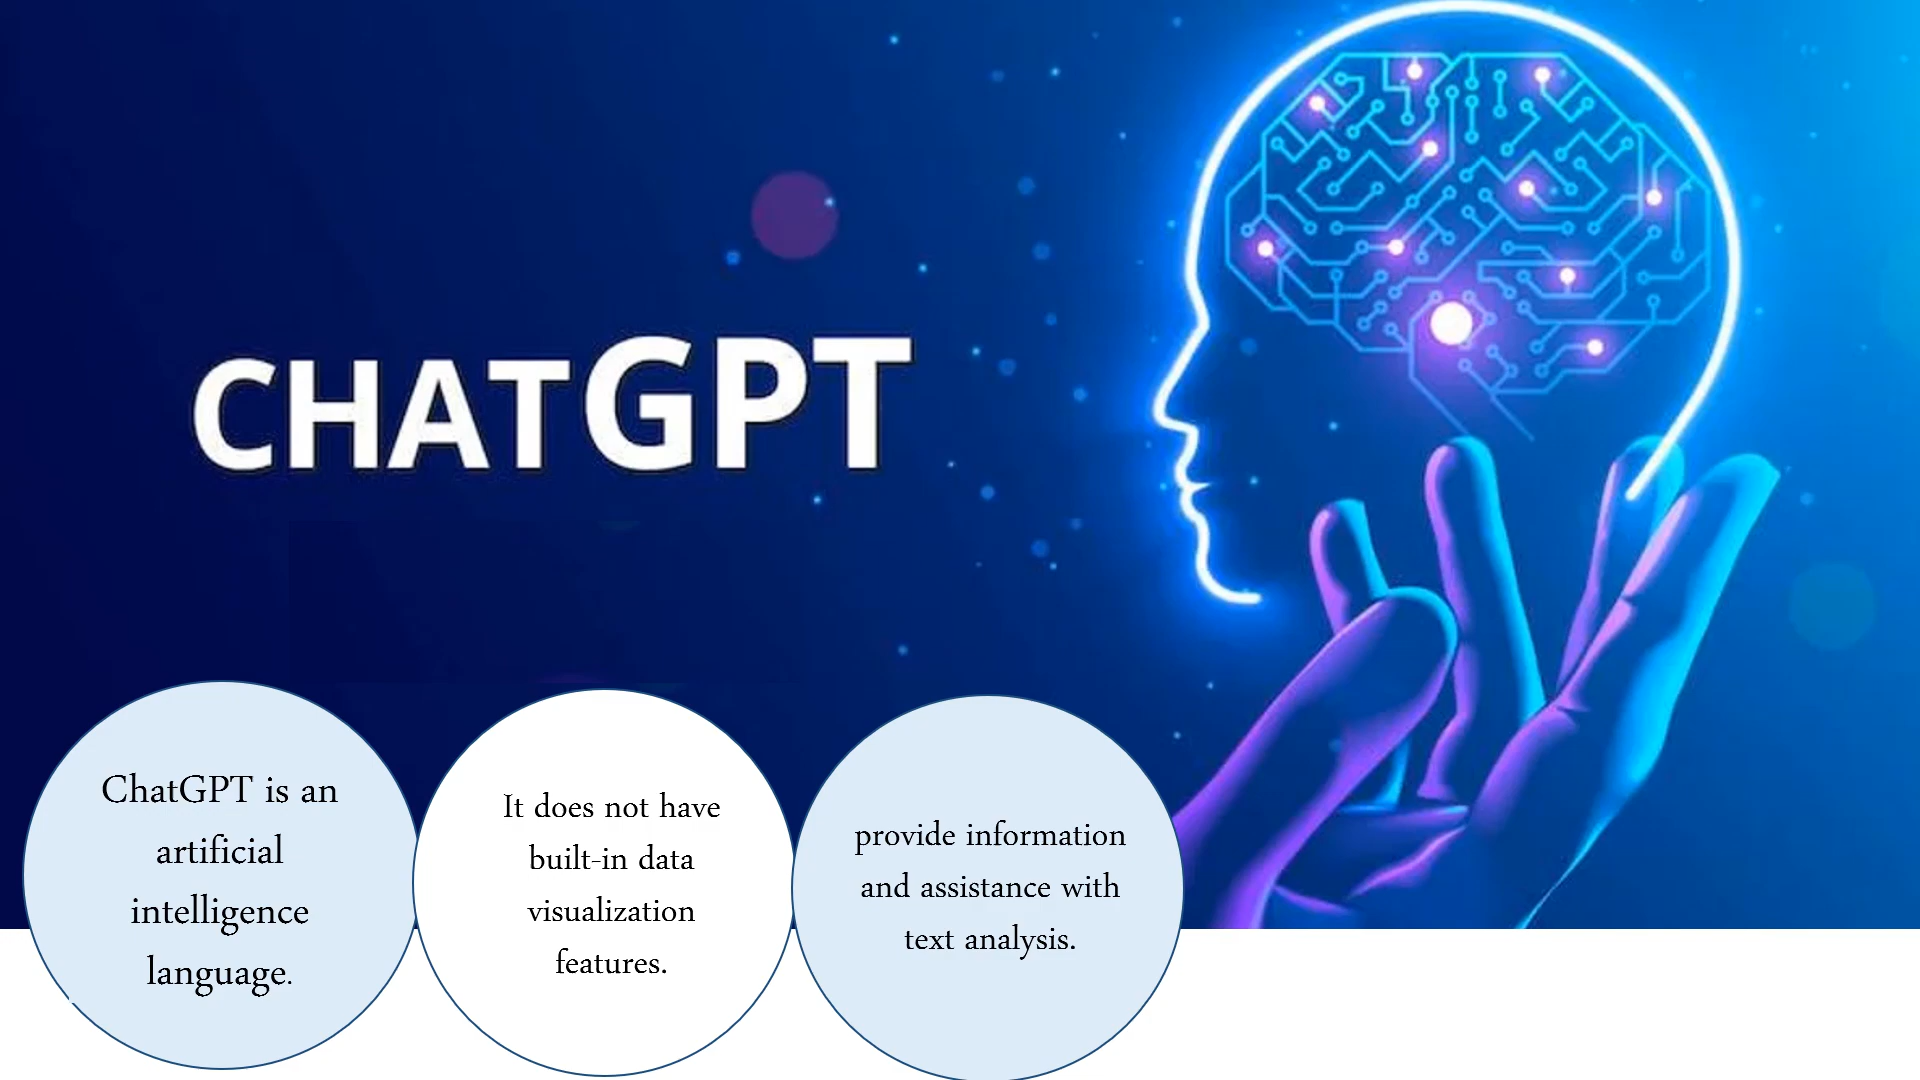 CHATGPT
ChatGPT is an
artificial
intelligence
language.
It does not have
built-in data
visualization
features.
provide information
and assistance with
text analysis.